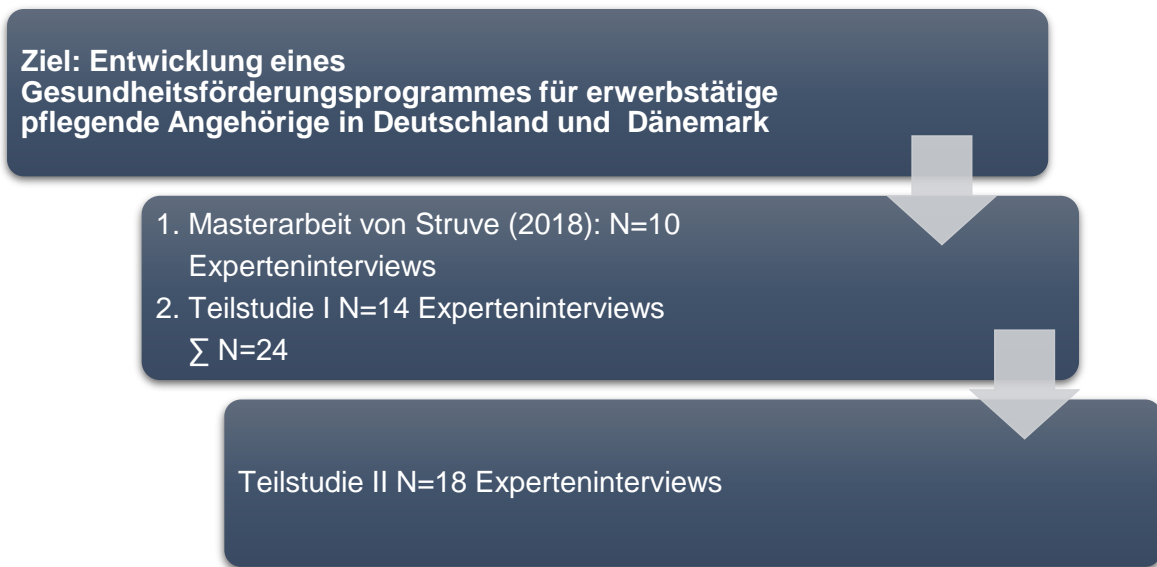 Ziel: Entwicklung eines
Gesundheitsförderungsprogrammes für erwerbstätige
pflegende Angehörige in Deutschland und Dänemark
1. Masterarbeit von Struve (2018): N=10
Experteninterviews
2. Teilstudie I N=14 Experteninterviews
∑ N=24
Teilstudie II N=18 Experteninterviews